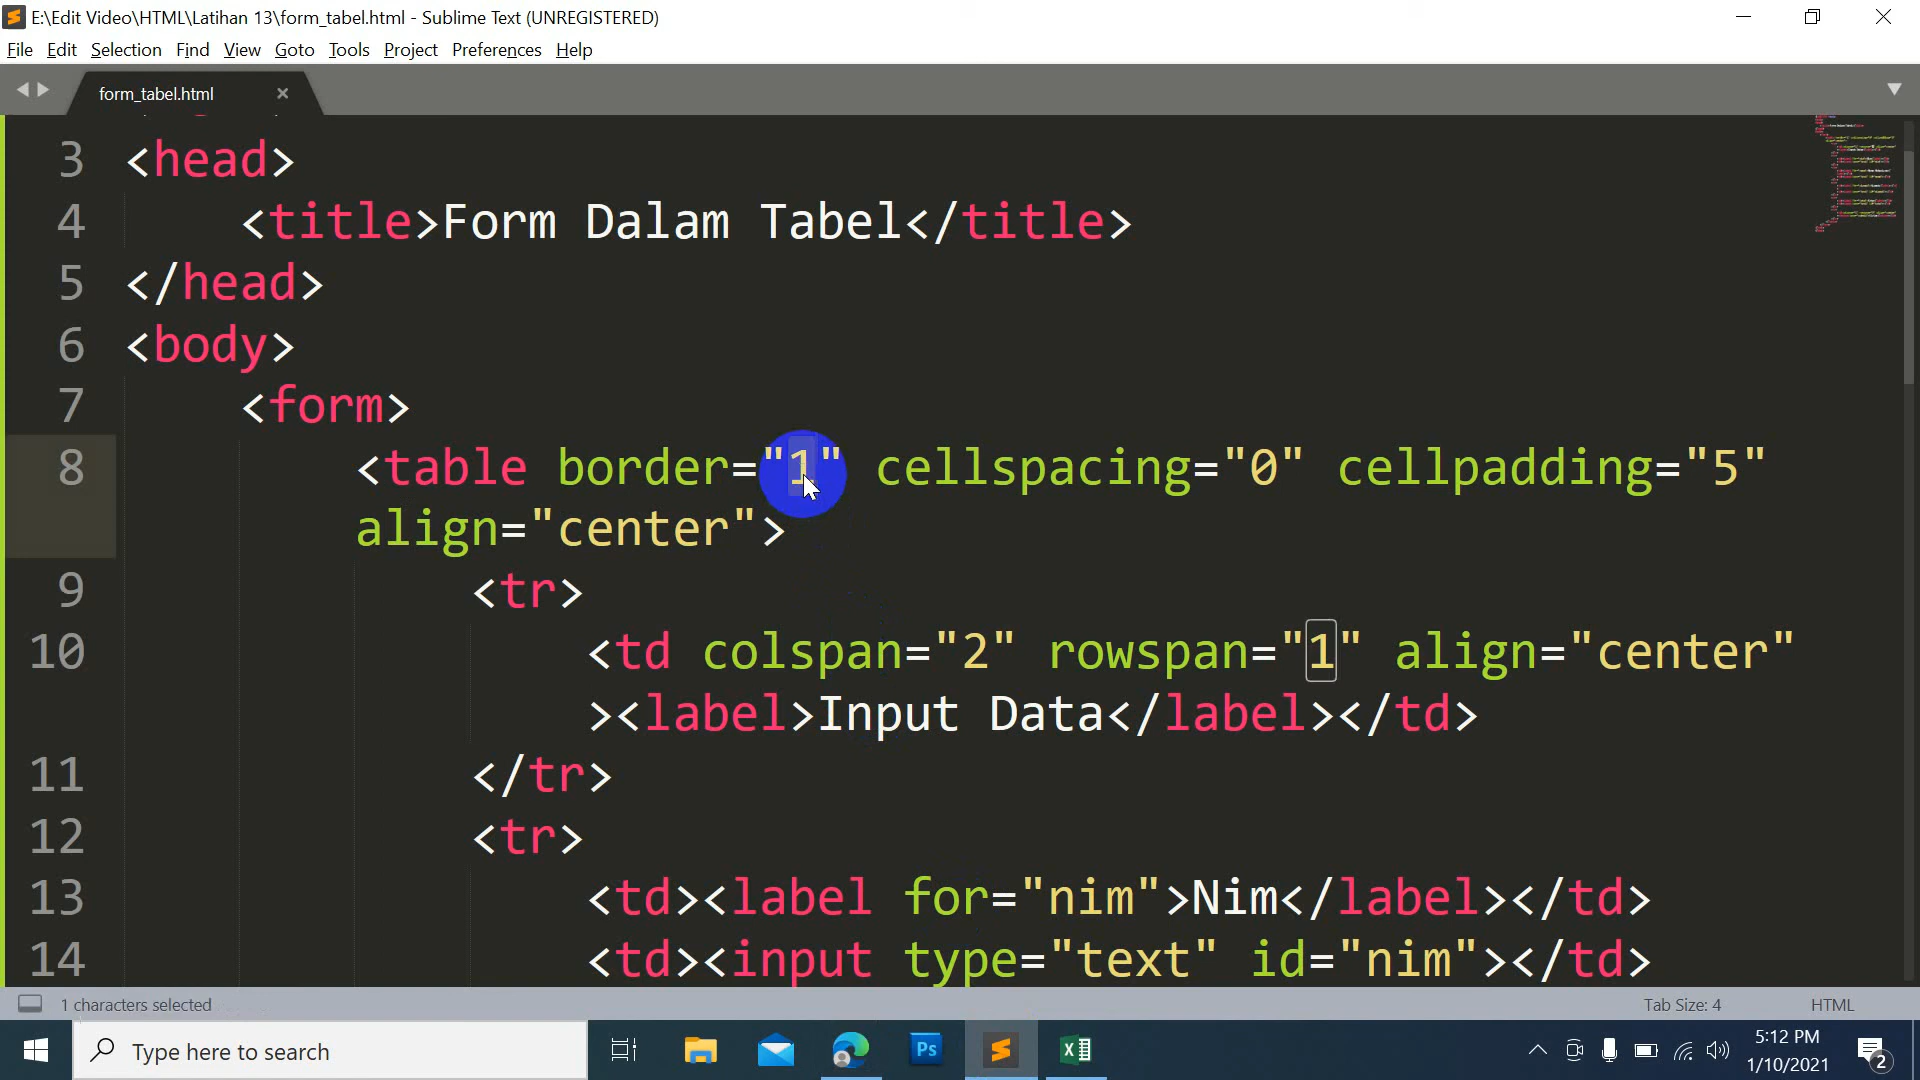 E:\Edit Video\HTML\Latihan 13\form_tabel.html - Sublime Text (UNREGISTERED)
File Edit Selection Find View Goto Tools Project Preferences Help
form_tabel.html
3 <head>
4 <title>Form Dalam Tabel</title>
5 </head>
6 <body>
7 <form>
8 <table border="1" cellspacing="0" cellpadding="5"
align="center">
9 <tr>
10 <td colspan="2" rowspan="1" align="center"
><label>Input Data</label></td>
11 </tr>
12 <tr>
13 <td><label for="nim">Nim</label></td>
14 <td><input type="text" id="nim"></td>
1 characters selected
Tab Size: 4
HTML
Type here to search
Ps
5:12 PM
1/10/2021
2